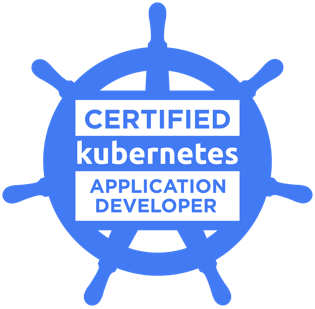 CERTIFIED
kubernetes
APPLICATION
DEVELOPER